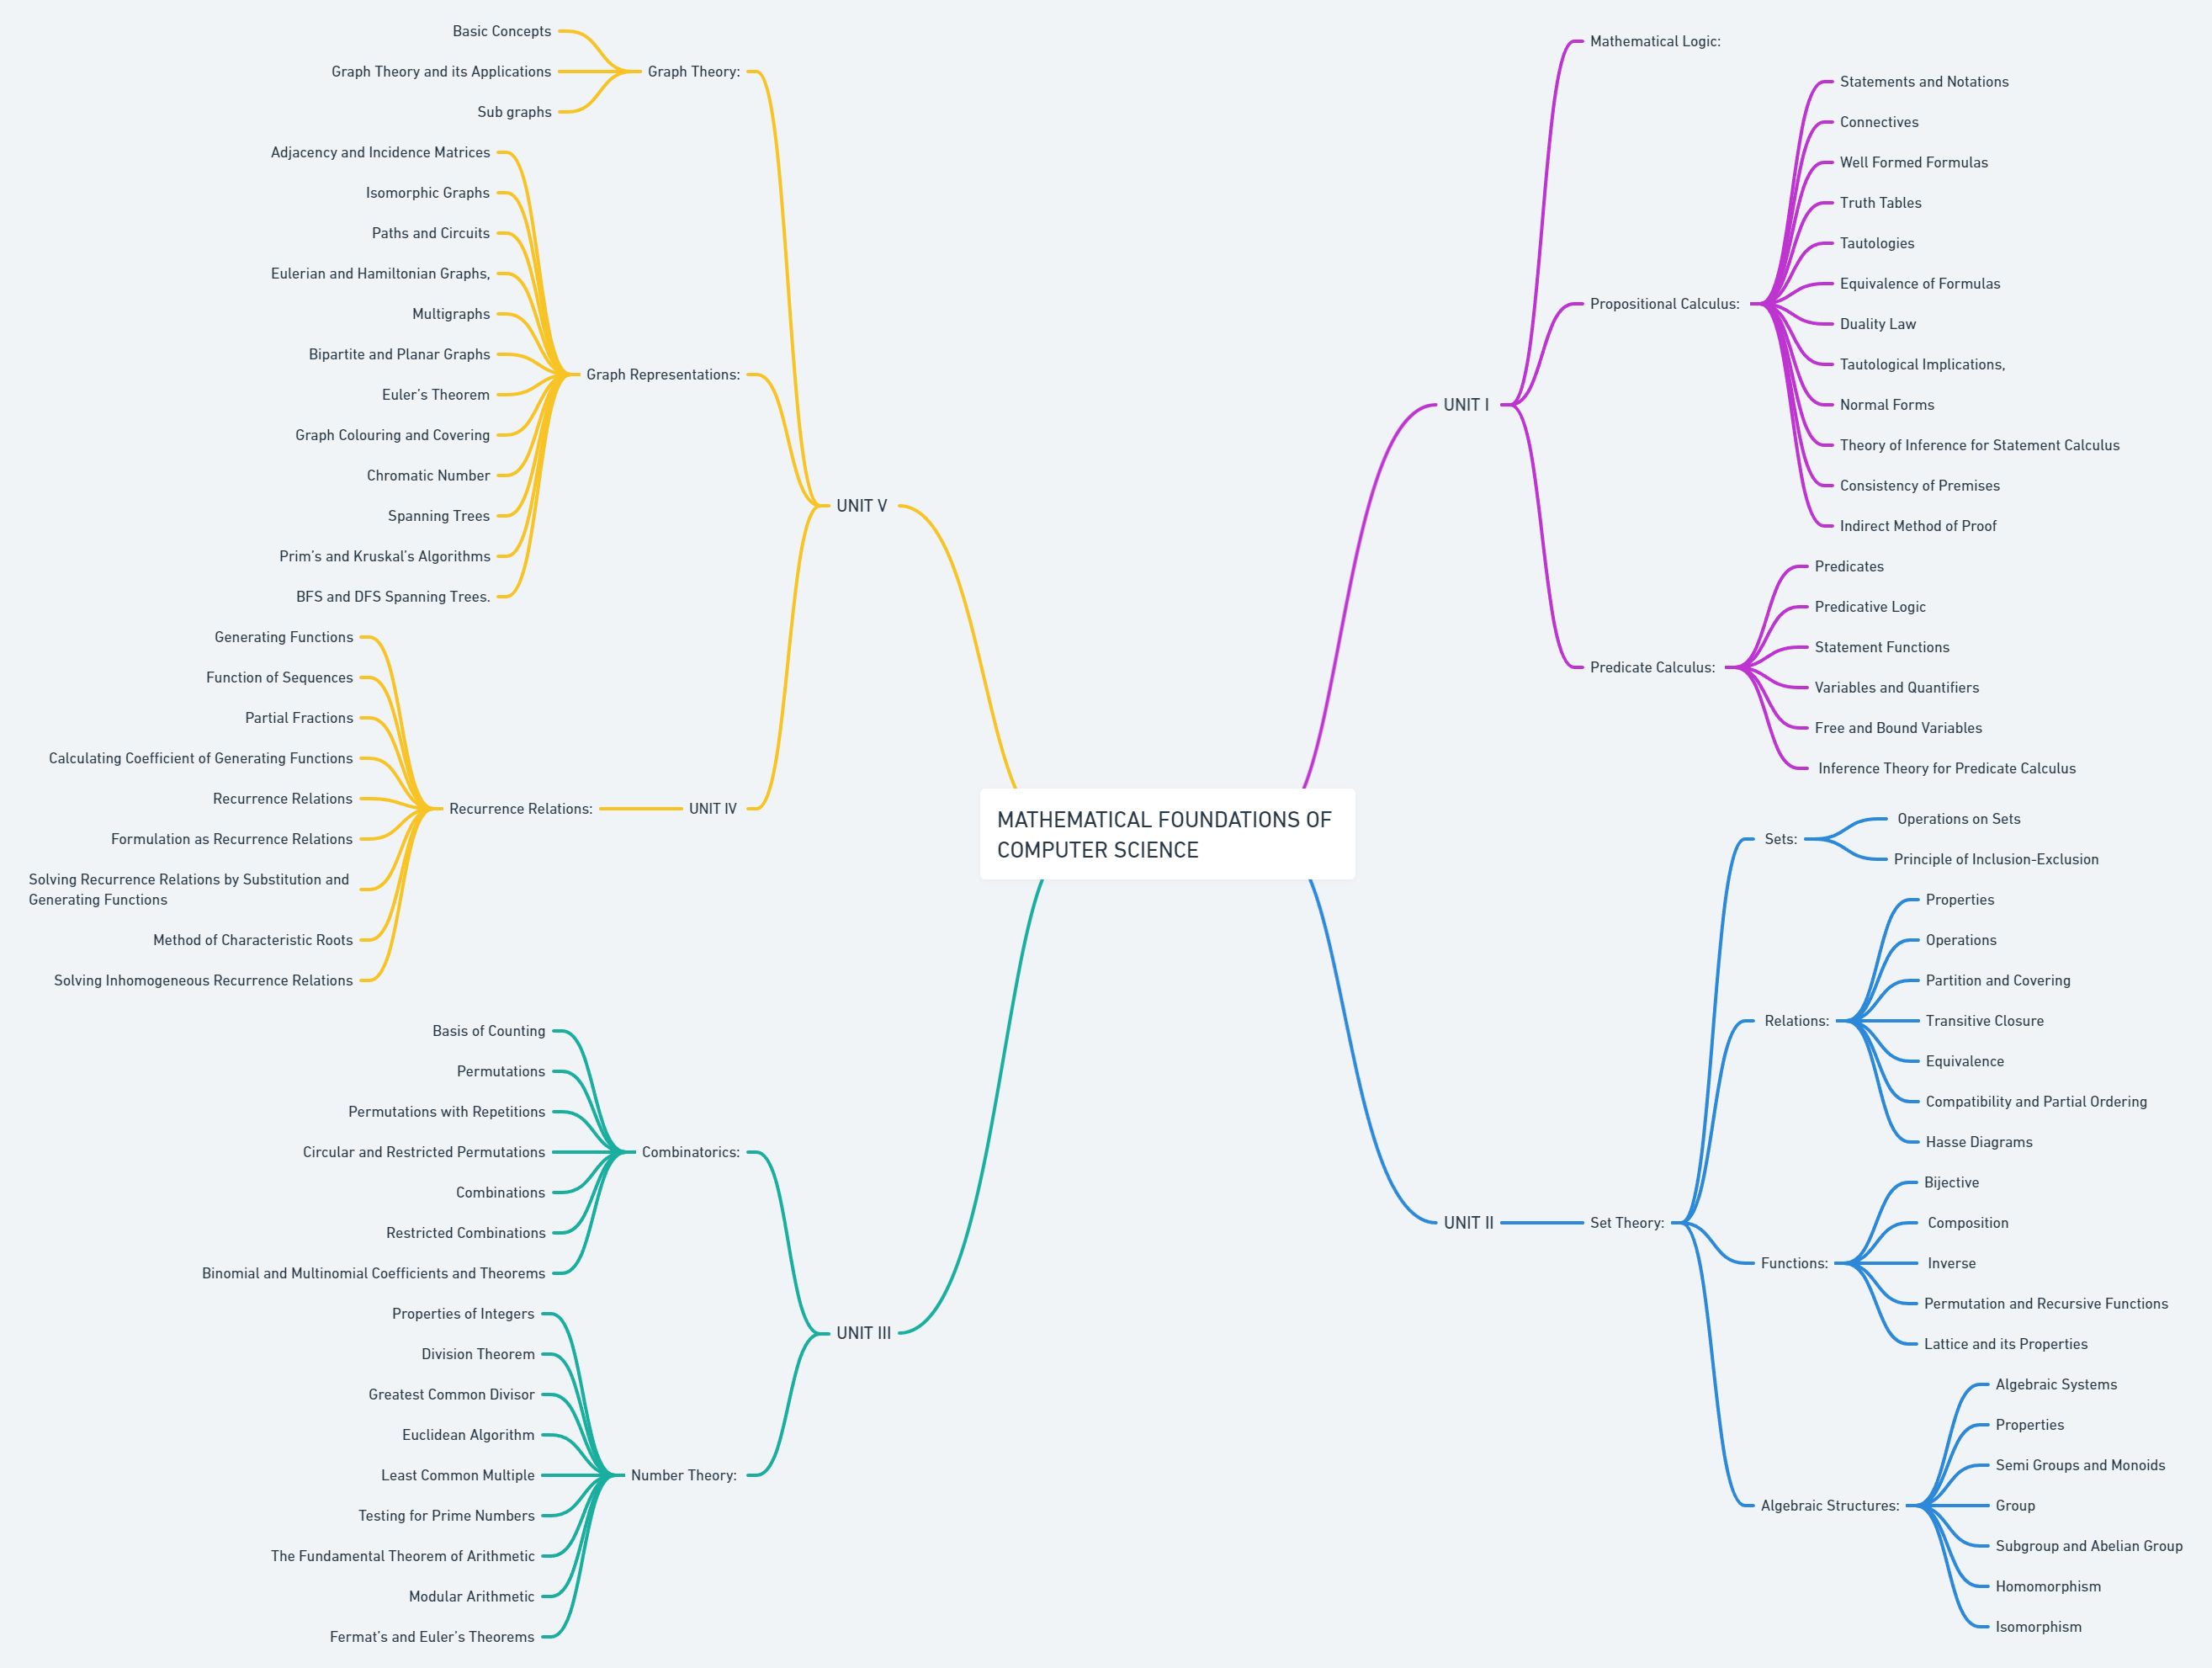 MATHEMATICAL FOUNDATIONS OF
COMPUTER SCIENCE
UNIT I
Mathematical Logic:
Propositional Calculus:
Statements and Notations
Connectives
Well Formed Formulas
Truth Tables
Tautologies
Equivalence of Formulas
Duality Law
Tautological Implications,
Normal Forms
Theory of Inference for Statement Calculus
Consistency of Premises
Indirect Method of Proof
Predicate Calculus:
Predicates
Predicative Logic
Statement Functions
Variables and Quantifiers
Free and Bound Variables
Inference Theory for Predicate Calculus
UNIT II
Set Theory:
Sets:
Operations on Sets
Principle of Inclusion-Exclusion
Relations:
Properties
Operations
Partition and Covering
Transitive Closure
Equivalence
Compatibility and Partial Ordering
Hasse Diagrams
Functions:
Bijective
Composition
Inverse
Permutation and Recursive Functions
Lattice and its Properties
Algebraic Structures:
Algebraic Systems
Properties
Semi Groups and Monoids
Group
Subgroup and Abelian Group
Homomorphism
Isomorphism
UNIT III
Combinatorics:
Basis of Counting
Permutations
Permutations with Repetitions
Circular and Restricted Permutations
Combinations
Restricted Combinations
Binomial and Multinomial Coefficients and Theorems
Number Theory:
Properties of Integers
Division Theorem
Greatest Common Divisor
Euclidean Algorithm
Least Common Multiple
Testing for Prime Numbers
The Fundamental Theorem of Arithmetic
Modular Arithmetic
Fermat’s and Euler’s Theorems
UNIT V
Graph Theory:
Basic Concepts
Graph Theory and its Applications
Sub graphs
Graph Representations:
Adjacency and Incidence Matrices
Isomorphic Graphs
Paths and Circuits
Eulerian and Hamiltonian Graphs,
Multigraphs
Bipartite and Planar Graphs
Euler’s Theorem
Graph Colouring and Covering
Chromatic Number
Spanning Trees
Prim’s and Kruskal’s Algorithms
BFS and DFS Spanning Trees.
UNIT IV
Recurrence Relations:
Generating Functions
Function of Sequences
Partial Fractions
Calculating Coefficient of Generating Functions
Recurrence Relations
Formulation as Recurrence Relations
Solving Recurrence Relations by Substitution and
Generating Functions
Method of Characteristic Roots
Solving Inhomogeneous Recurrence Relations